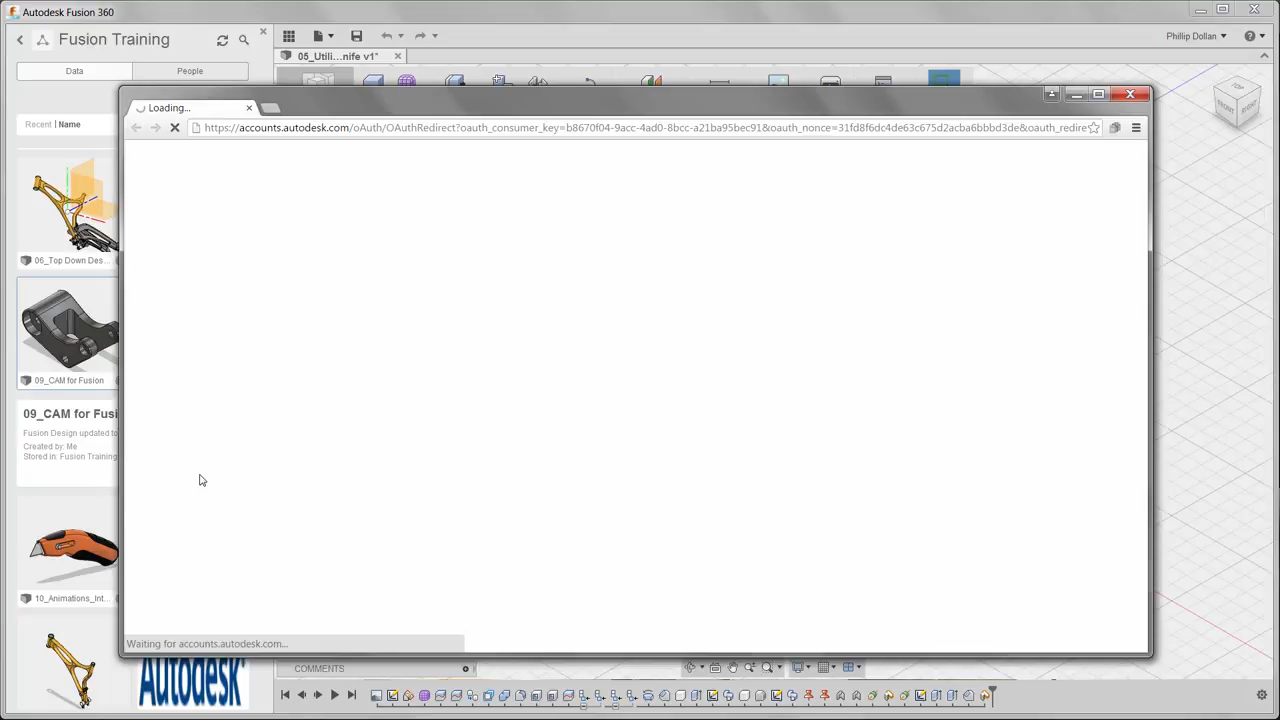 Autodesk Fusion 360
Fusion Training
Phillip Dollan
05_Utili...nife v1*
Data
People
Loading...
https://accounts.autodesk.com/oAuth/OAuthRedirect?oauth_consumer_key=b8670f04-9acc-4ad0-8bcc-a21ba95bec91&oauth_nonce=31fd8f6dc4de63c675d2acba6bbbd3de&oauth_redire
Recent | Name
FRONT
RIGHT
06_Top Down Des...
09_CAM for Fusion
09_CAM for Fusi
Fusion Design updated to
Created by: Me
Stored in: Fusion Training
10_Animations_Int...
Waiting for accounts.autodesk.com...
COMMENTS
Autodesk